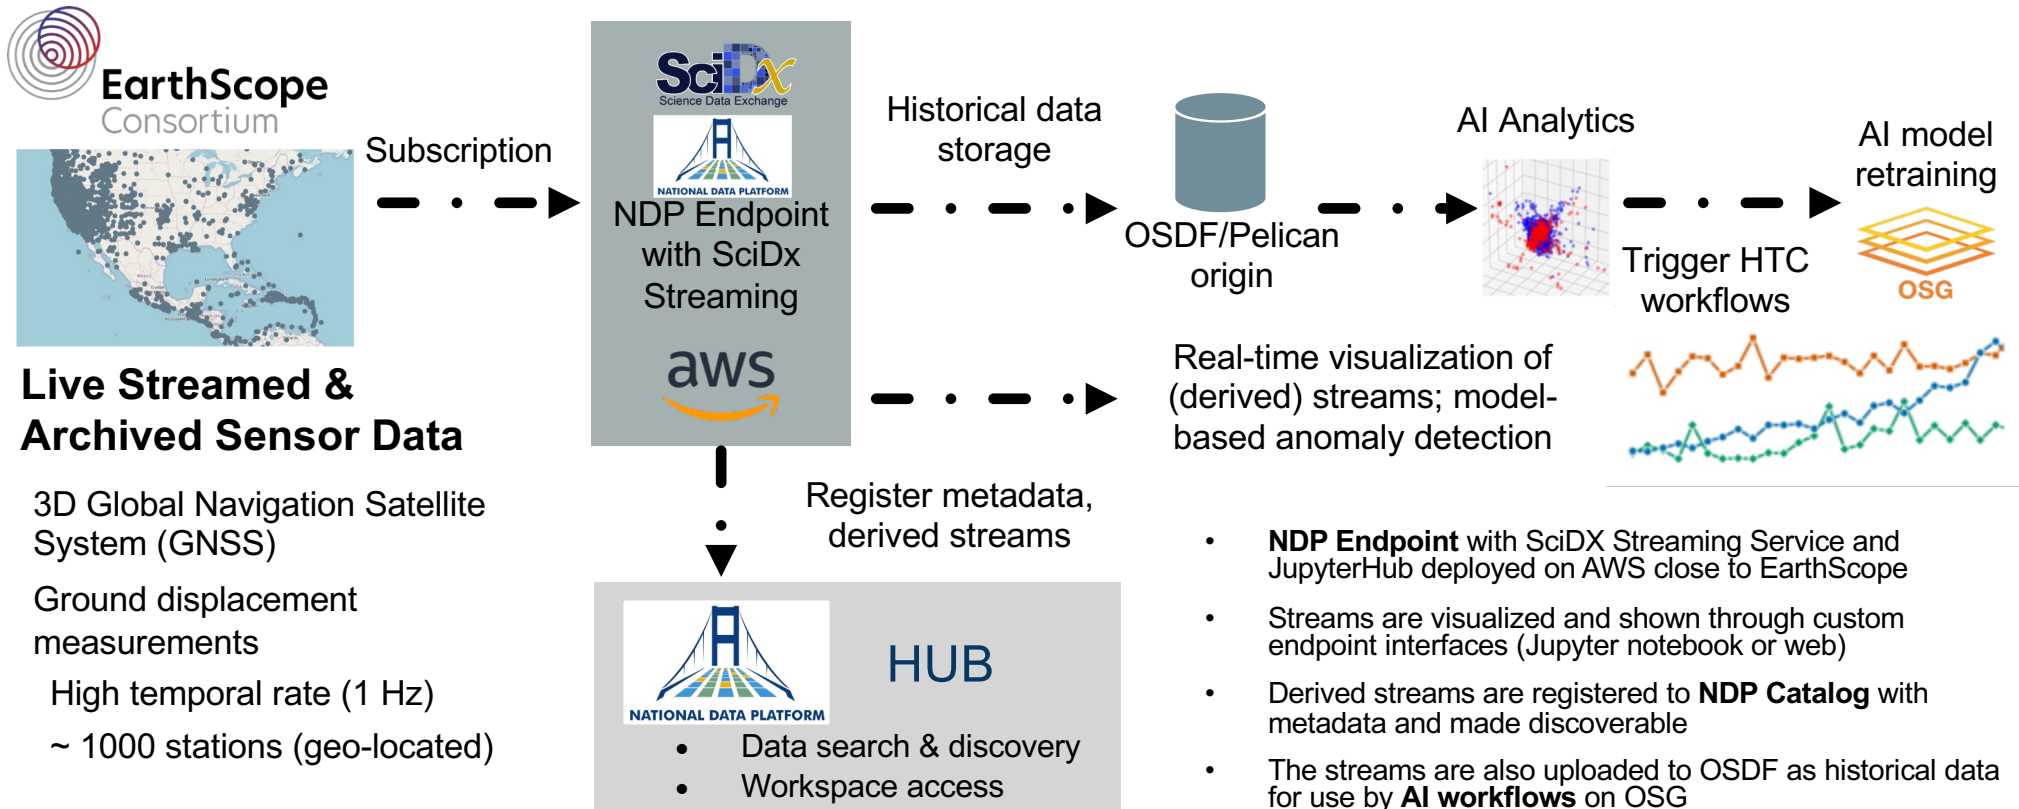 EarthScope
Consortium
Live Streamed &
Archived Sensor Data
3D Global Navigation Satellite
System (GNSS)
Ground displacement
measurements
High temporal rate (1 Hz)
~ 1000 stations (geo-located)
Subscription
SciDx
Science Data Exchange
NATIONAL DATA PLATFORM
NDP Endpoint
with SciDx
Streaming
aws
Historical data
storage
OSDF/Pelican
origin
AI Analytics
Trigger HTC
workflows
AI model
retraining
OSG
Real-time visualization of
(derived) streams; model-
based anomaly detection
Register metadata,
derived streams
NATIONAL DATA PLATFORM
HUB
• Data search & discovery
• Workspace access
• NDP Endpoint with SciDX Streaming Service and
JupyterHub deployed on AWS close to EarthScope
• Streams are visualized and shown through custom
endpoint interfaces (Jupyter notebook or web)
• Derived streams are registered to NDP Catalog with
metadata and made discoverable
• The streams are also uploaded to OSDF as historical data
for use by AI workflows on OSG